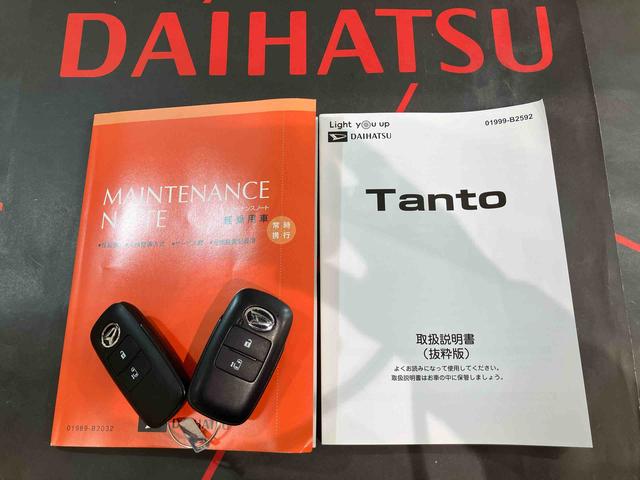 DAIHATSU
MAINTENANCE
NOTE
メンテナンスノート
軽乗用車
常時
携行
01989-B2032
DAIHATSU
Light you up
DAIHATSU
01999-B2592
Tanto
取扱説明書
(抜粋版)
よくお読みになって使用してください。
取扱説明書はお車の中に保管しましょう。